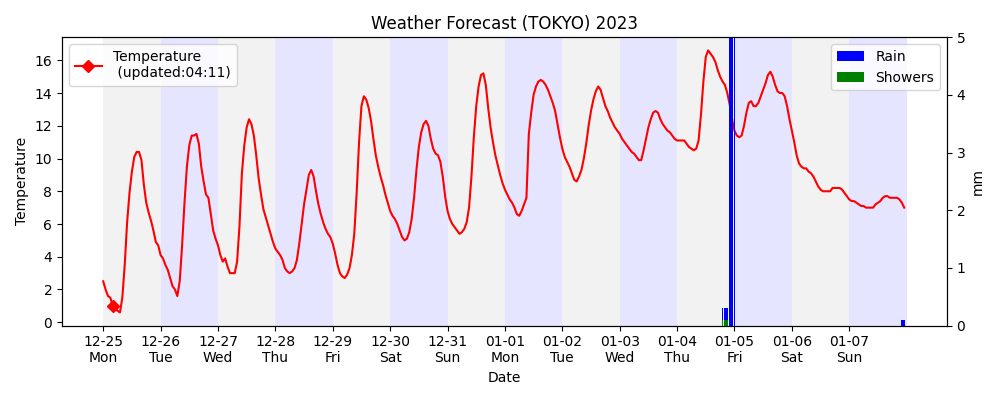 Weather Forecast (TOKYO) 2023
Temperature
(updated:04:11)
Rain
Showers
Temperature
16
14
12
10
8
6
4
2
0
5
4
3
2
1
0
mm
12-25 12-26 12-27 12-28 12-29 12-30 12-31 01-01 01-02 01-03 01-04 01-05 01-06 01-07
Mon Tue Wed Thu Fri Sat Sun Mon Tue Wed Thu Fri Sat Sun
Date